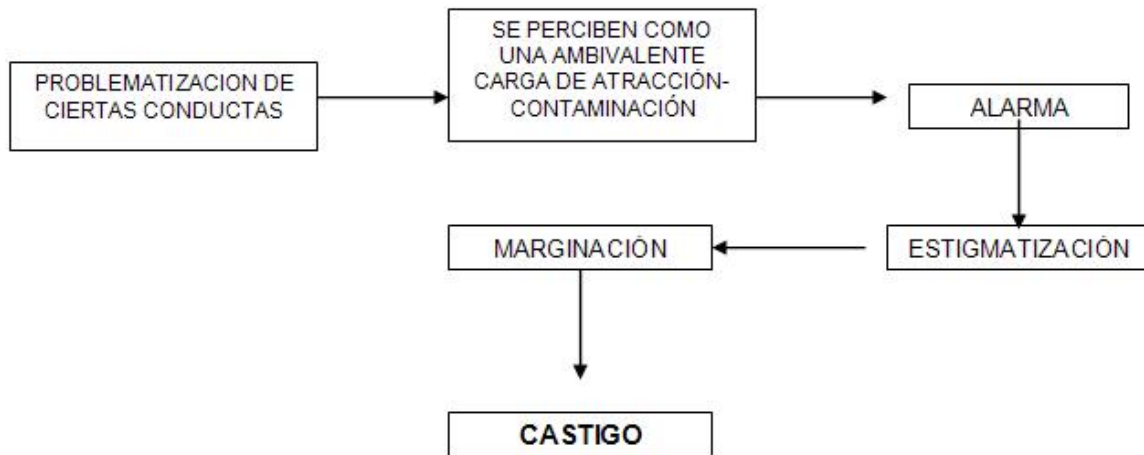 PROBLEMATIZACION DE
CIERTAS CONDUCTAS
SE PERCIBEN COMO
UNA AMBIVALENTE
CARGA DE ATRACCIÓN-
CONTAMINACIÓN
ALARMA
ESTIGMATIZACIÓN
MARGINACIÓN
CASTIGO